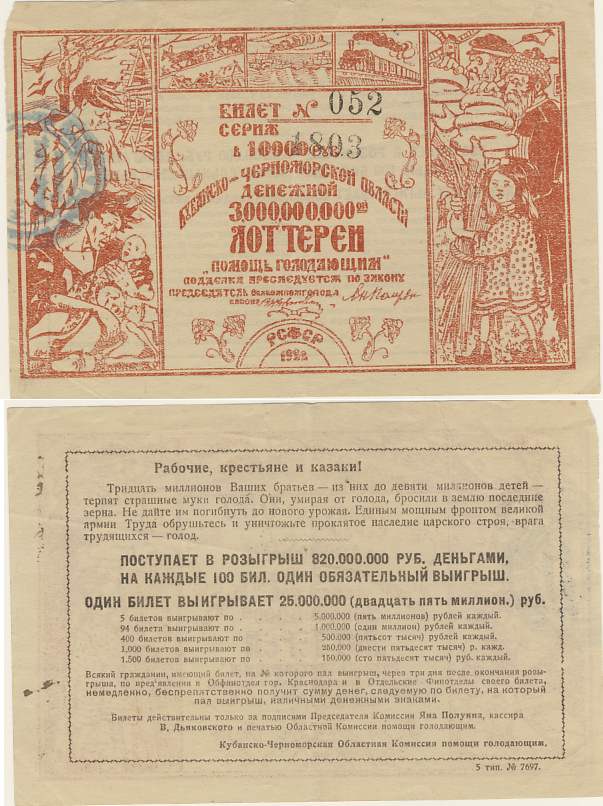 БИЛЕТ № 052
СЕРИЯ 1803
в 10000 руб.
КУБАНСКО-ЧЕРНОМОРСКОЙ ОБЛАСТИ
ДЕНЕЖНОЙ
3.000.000.000 руб
ЛОТТЕРЕИ
„ПОМОЩЬ ГОЛОДАЮЩИМ“
ПОДДЕЛКА ПРЕСЛЕДУЕТСЯ ПО ЗАКОНУ
ПРЕДСЕДАТЕЛЬ
РСФСР
1922
Рабочие, крестьяне и казаки!
Тридцать миллионов Ваших братьев — из них до девяти миллионов детей —
терпят страшные муки голода. Они, умирая от голода, бросили в землю последние
зерна. Не дайте им погибнуть до нового урожая. Единым мощным фронтом великой
армии Труда обрушьтесь и уничтожьте проклятое наследие царского строя, врага
трудящихся — голод.
ПОСТУПАЕТ В РОЗЫГРЫШ 820.000.000 РУБ. ДЕНЬГАМИ,
НА КАЖДЫЕ 100 БИЛ. ОДИН ОБЯЗАТЕЛЬНЫЙ ВЫИГРЫШ.
ОДИН БИЛЕТ ВЫИГРЫВАЕТ 25.000.000 (двадцать пять миллион.) руб.
5 билетов выигрывают по . . . 5.000.000 (пять миллионов) рублей каждый.
94 билета выигрывают по . . . 1.000.000 (один миллион) рублей каждый.
400 билетов выигрывают по . . . 500.000 (пятьсот тысяч) рублей каждый.
1,000 билетов выигрывают по . . . 250,000 (двести пятьдесят тысяч) р. кажд.
1.500 билетов выигрывают по . . . 150,000 (сто пятьдесят тысяч) руб. каждый.
Всякий гражданин, имеющий билет, на № которого пал выигрыш, через три дня после окончания розы-
грыша, по пред'явлении в Обфинотдел гор. Краснодара и в Отдельские Финотделы своего билета,
немедленно, беспрепятственно получит сумму денег, следуемую по билету, на который
пал выигрыш, наличными денежными знаками.
Билеты действительны только за подписями Председателя Комиссии Яна Полуяна, кассира
В. Дьяковского и печатью Областной Комиссии помощи голодающим.
Кубанско-Черноморская Областная Комиссия помощи голодающим.
5 тип. № 7697.